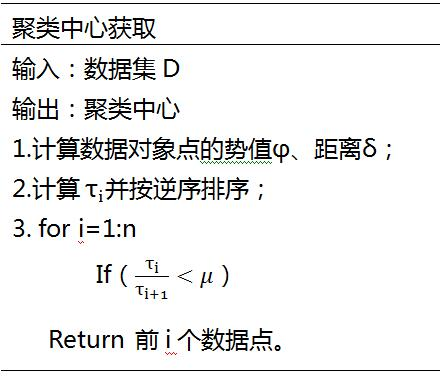 聚类中心获取
输入：数据集 D
输出：聚类中心
1.计算数据对象点的势值φ、距离δ；
2.计算 τᵢ并按逆序排序；
3. for i=1:n
If（τᵢ/τᵢ₊₁ < μ）
Return 前 i 个数据点。